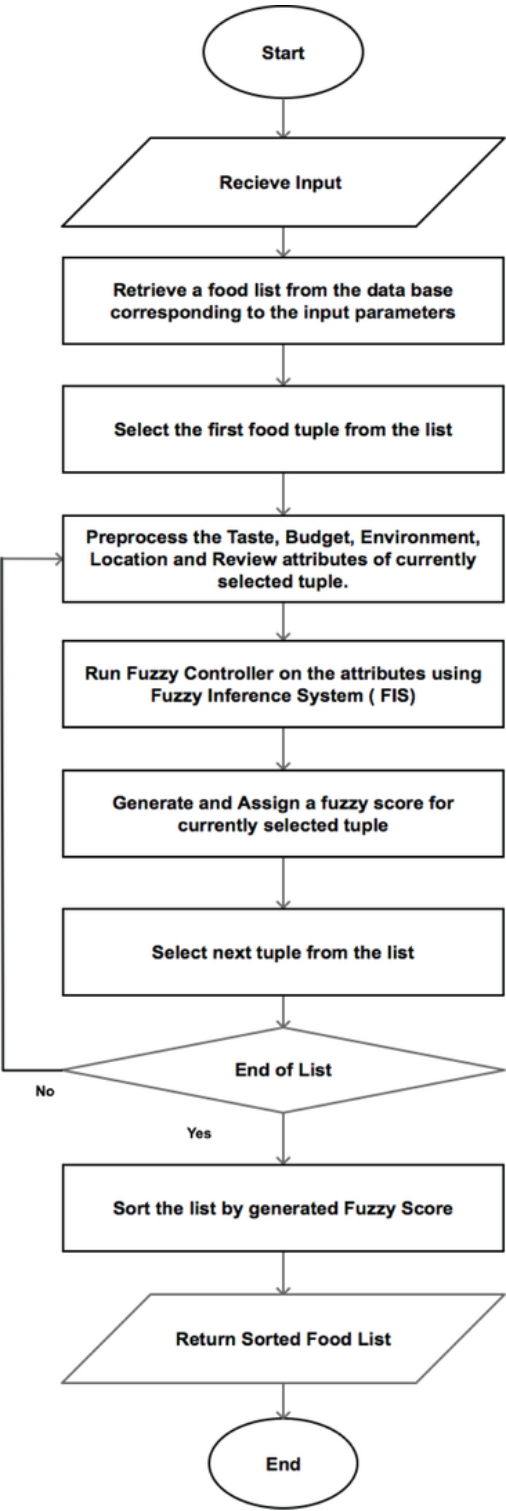 Start
Recieve Input
Retrieve a food list from the data base
corresponding to the input parameters
Select the first food tuple from the list
Preprocess the Taste, Budget, Environment,
Location and Review attributes of currently
selected tuple.
Run Fuzzy Controller on the attributes using
Fuzzy Inference System ( FIS)
Generate and Assign a fuzzy score for
currently selected tuple
Select next tuple from the list
End of List
No
Yes
Sort the list by generated Fuzzy Score
Return Sorted Food List
End